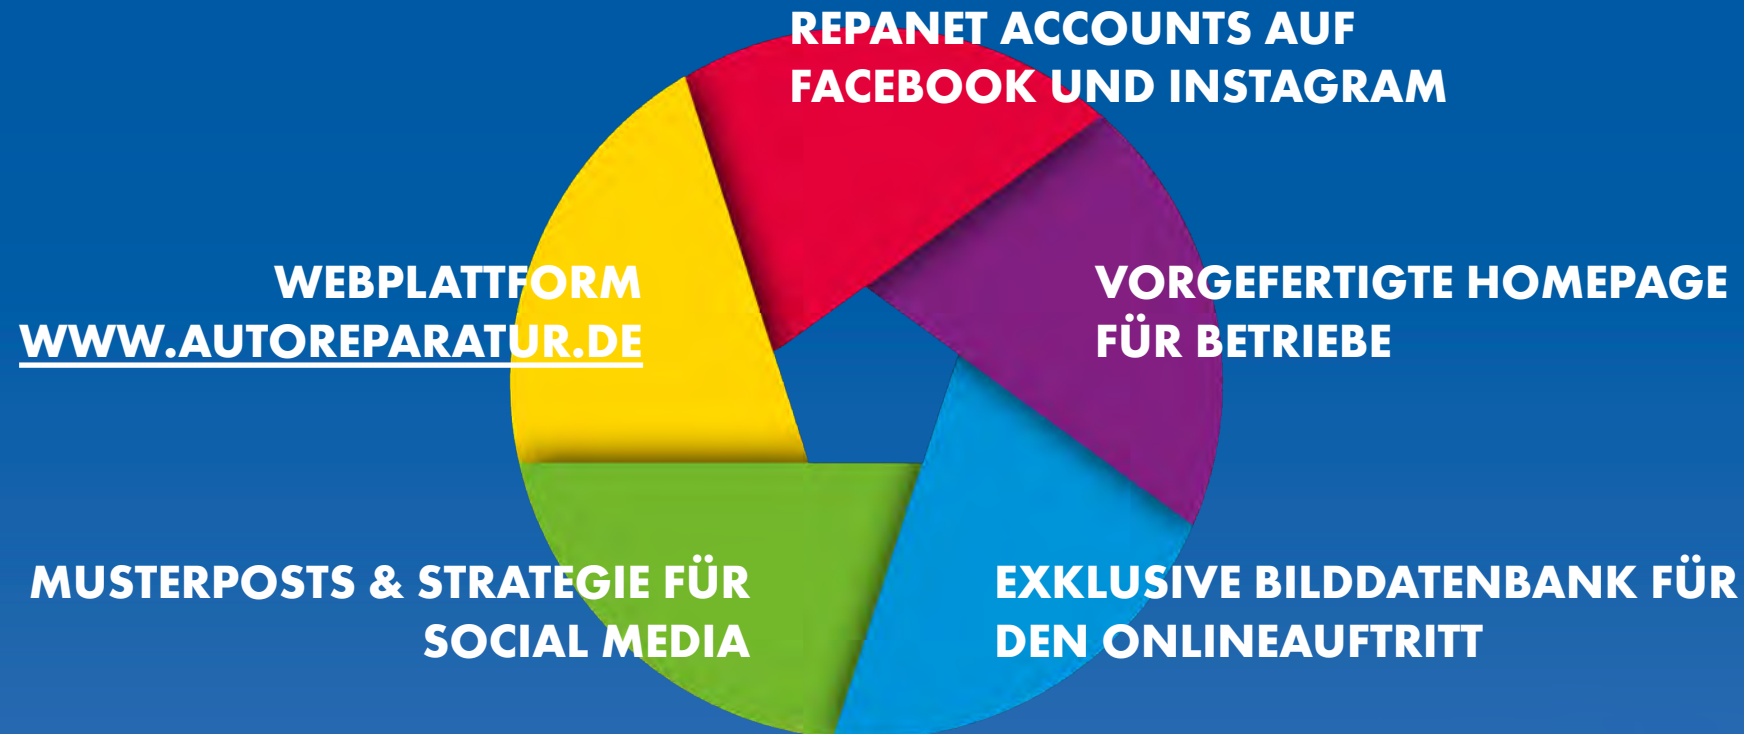 REPANET ACCOUNTS AUF
FACEBOOK UND INSTAGRAM
WEBPLATTFORM
WWW.AUTOREPARATUR.DE
VORGEFERTIGTE HOMEPAGE
FÜR BETRIEBE
MUSTERPOSTS & STRATEGIE FÜR
SOCIAL MEDIA
EXKLUSIVE BILDDATENBANK FÜR
DEN ONLINEAUFTRITT